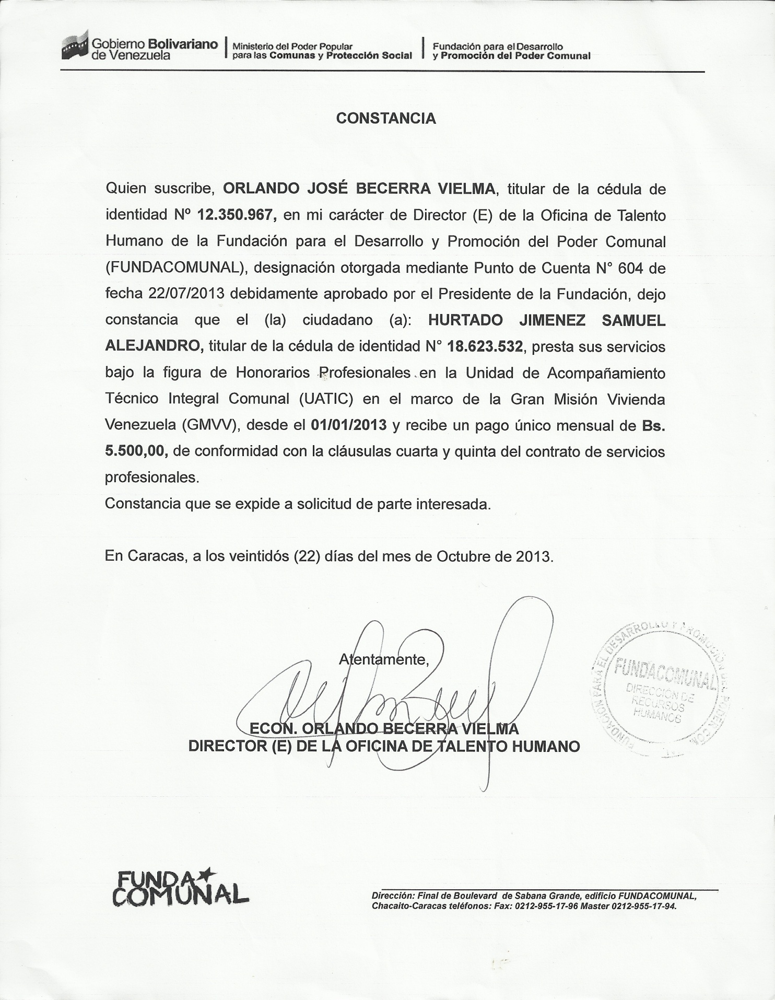 Gobierno Bolivariano
de Venezuela
Ministerio del Poder Popular
para las Comunas y Protección Social
Fundación para el Desarrollo
y Promoción del Poder Comunal
CONSTANCIA
Quien suscribe, ORLANDO JOSÉ BECERRA VIELMA, titular de la cédula de
identidad Nº 12.350.967, en mi carácter de Director (E) de la Oficina de Talento
Humano de la Fundación para el Desarrollo y Promoción del Poder Comunal
(FUNDACOMUNAL), designación otorgada mediante Punto de Cuenta N° 604 de
fecha 22/07/2013 debidamente aprobado por el Presidente de la Fundación, dejo
constancia que el (la) ciudadano (a): HURTADO JIMENEZ SAMUEL
ALEJANDRO, titular de la cédula de identidad N° 18.623.532, presta sus servicios
bajo la figura de Honorarios Profesionales en la Unidad de Acompañamiento
Técnico Integral Comunal (UATIC) en el marco de la Gran Misión Vivienda
Venezuela (GMVV), desde el 01/01/2013 y recibe un pago único mensual de Bs.
5.500,00, de conformidad con la cláusulas cuarta y quinta del contrato de servicios
profesionales.
Constancia que se expide a solicitud de parte interesada.
En Caracas, a los veintidós (22) días del mes de Octubre de 2013.
Atentamente,
ECON. ORLANDO BECERRA VIELMA
DIRECTOR (E) DE LA OFICINA DE TALENTO HUMANO
FUNDACION PARA EL DESARROLLO Y PROMOCION DEL PODER COM
FUNDACOMUNAL
DIRECCIÓN DE
RECURSOS
HUMANOS
FUNDA
COMUNAL
Dirección: Final de Boulevard de Sabana Grande, edificio FUNDACOMUNAL,
Chacaito-Caracas teléfonos: Fax: 0212-955-17-96 Master 0212-955-17-94.